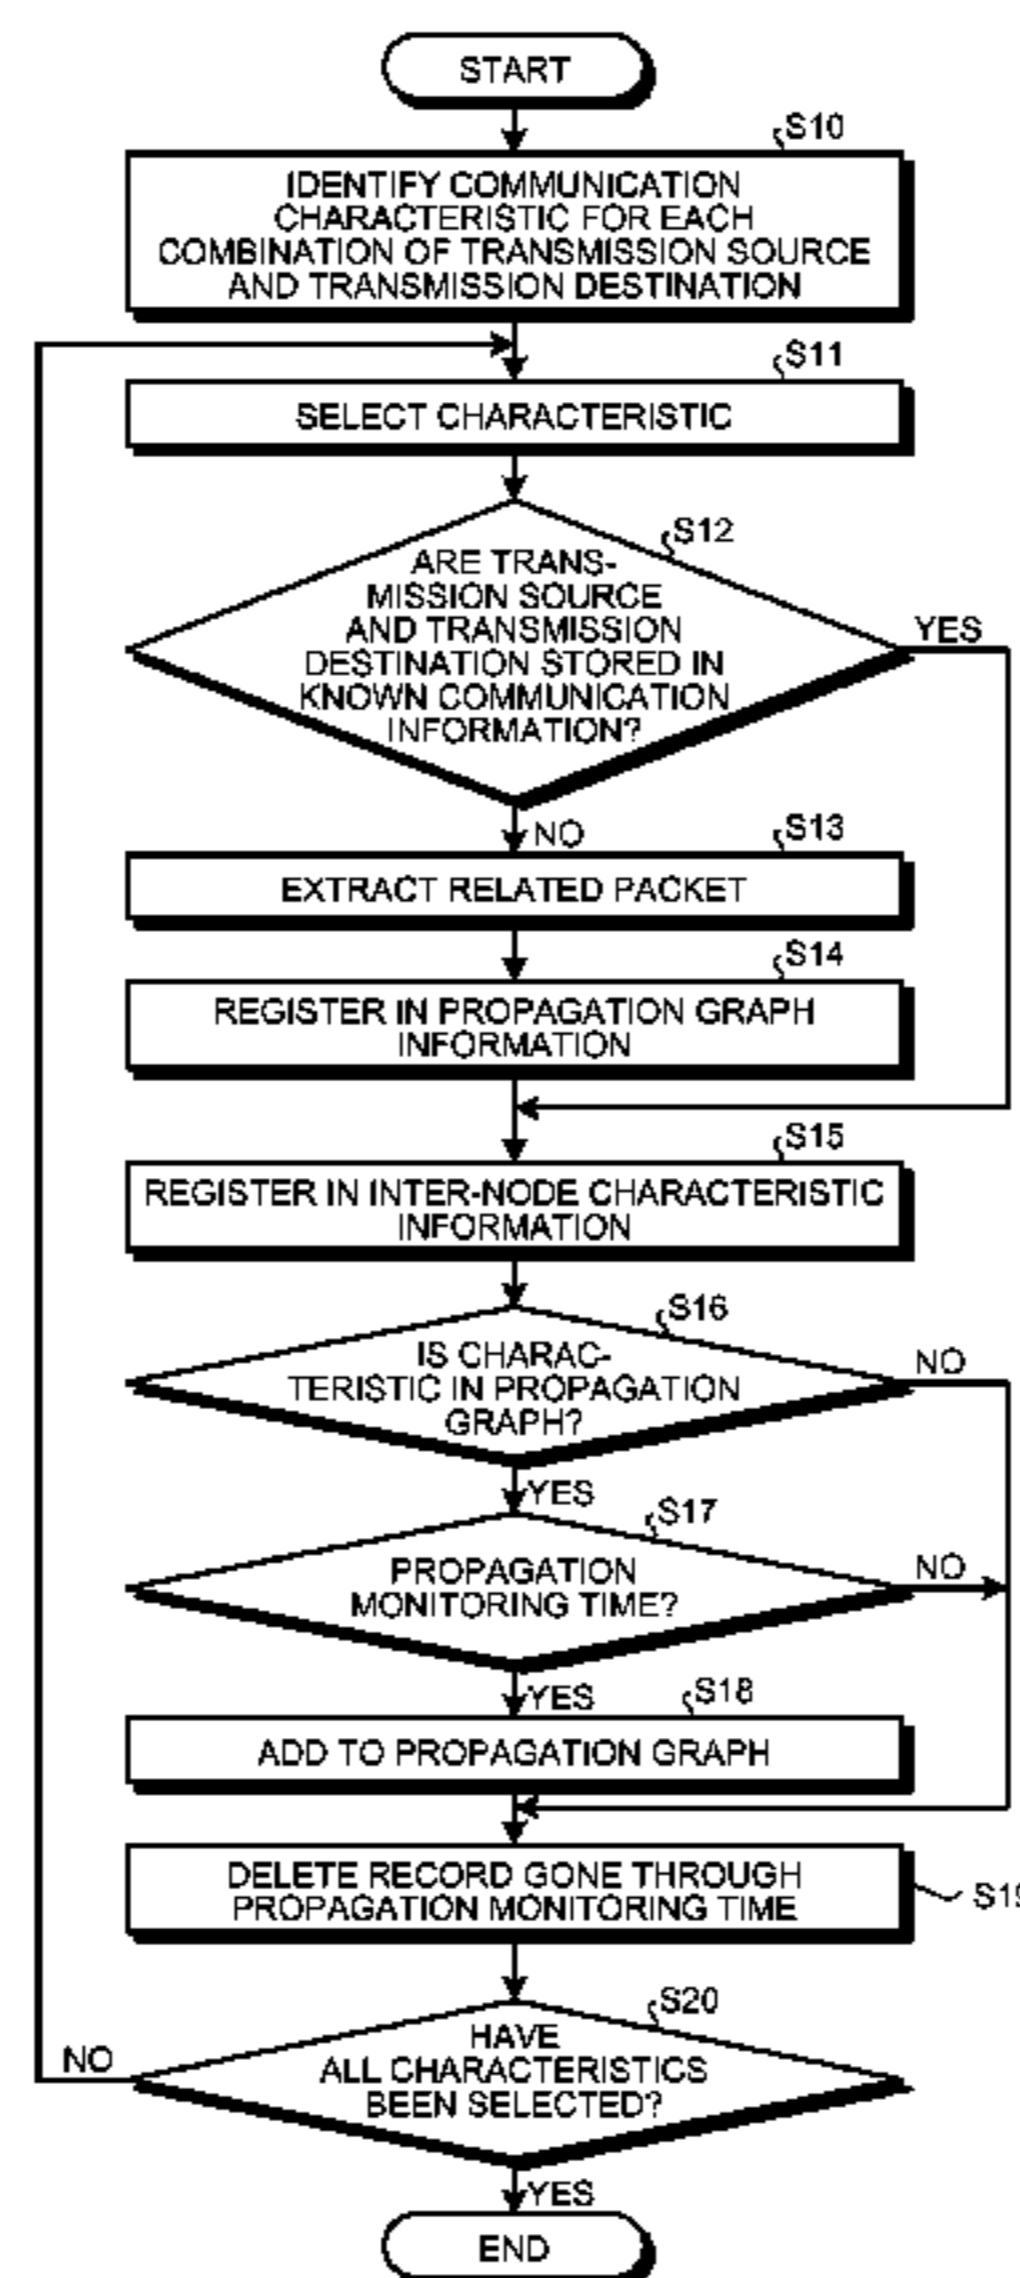 START
S10
IDENTIFY COMMUNICATION
CHARACTERISTIC FOR EACH
COMBINATION OF TRANSMISSION SOURCE
AND TRANSMISSION DESTINATION
S11
SELECT CHARACTERISTIC
S12
ARE TRANS-
MISSION SOURCE
AND TRANSMISSION
DESTINATION STORED IN
KNOWN COMMUNICATION
INFORMATION?
YES
NO
S13
EXTRACT RELATED PACKET
S14
REGISTER IN PROPAGATION GRAPH
INFORMATION
S15
REGISTER IN INTER-NODE CHARACTERISTIC
INFORMATION
S16
IS CHARAC-
TERISTIC IN PROPAGATION
GRAPH?
NO
YES
S17
PROPAGATION
MONITORING TIME?
NO
YES
S18
ADD TO PROPAGATION GRAPH
DELETE RECORD GONE THROUGH
PROPAGATION MONITORING TIME
S19
S20
HAVE
ALL CHARACTERISTICS
BEEN SELECTED?
NO
YES
END